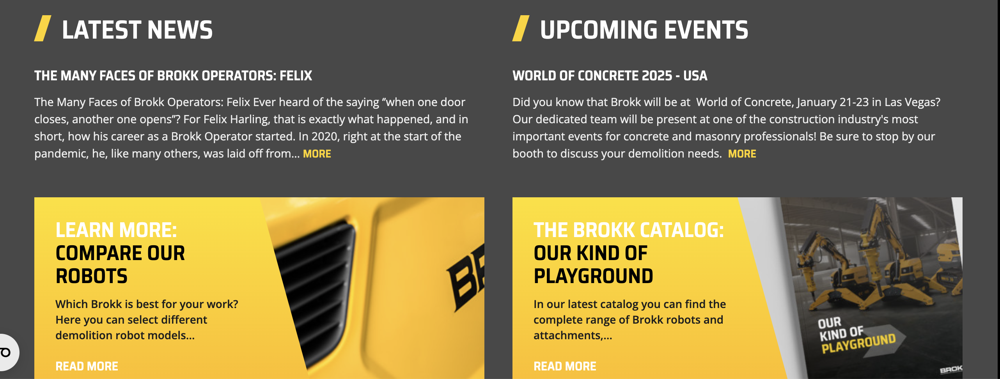 LATEST NEWS
THE MANY FACES OF BROKK OPERATORS: FELIX
The Many Faces of Brokk Operators: Felix Ever heard of the saying ”when one door
closes, another one opens”? For Felix Harling, that is exactly what happened, and in
short, how his career as a Brokk Operator started. In 2020, right at the start of the
pandemic, he, like many others, was laid off from... MORE
UPCOMING EVENTS
WORLD OF CONCRETE 2025 - USA
Did you know that Brokk will be at  World of Concrete, January 21-23 in Las Vegas?
Our dedicated team will be present at one of the construction industry's most
important events for concrete and masonry professionals! Be sure to stop by our
booth to discuss your demolition needs.  MORE
LEARN MORE:
COMPARE OUR
ROBOTS
Which Brokk is best for your work?
Here you can select different
demolition robot models...
READ MORE
THE BROKK CATALOG:
OUR KIND OF
PLAYGROUND
In our latest catalog you can find the
complete range of Brokk robots and
attachments,...
READ MORE
OUR
KIND OF
PLAYGROUND
BROK